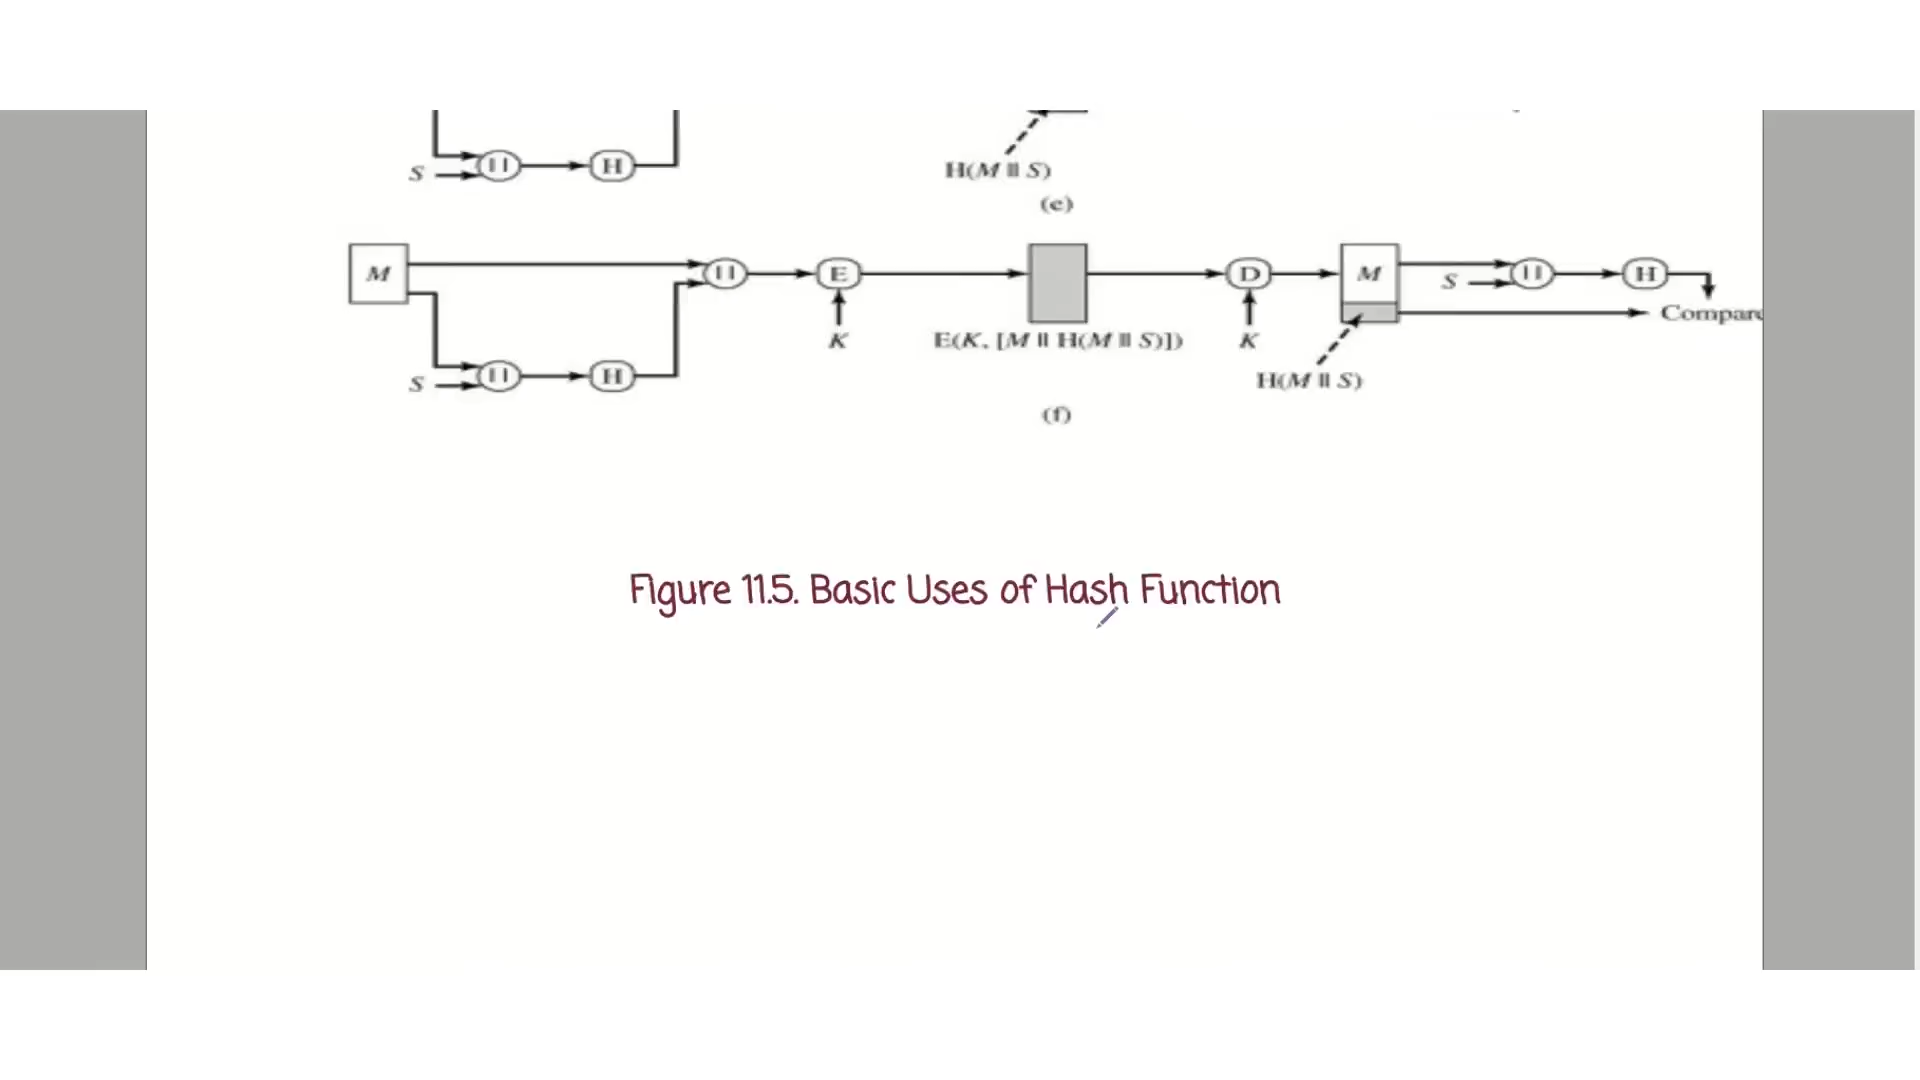 S || H
H(M || S)
(e)
M || E D M S || H
Compare
K E(K, [M || H(M || S)]) K
S || H H(M || S)
(f)
Figure 11.5. Basic Uses of Hash Function